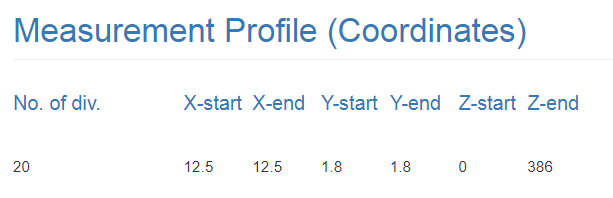 Measurement Profile (Coordinates)
No. of div. X-start X-end Y-start Y-end Z-start Z-end
20 12.5 12.5 1.8 1.8 0 386